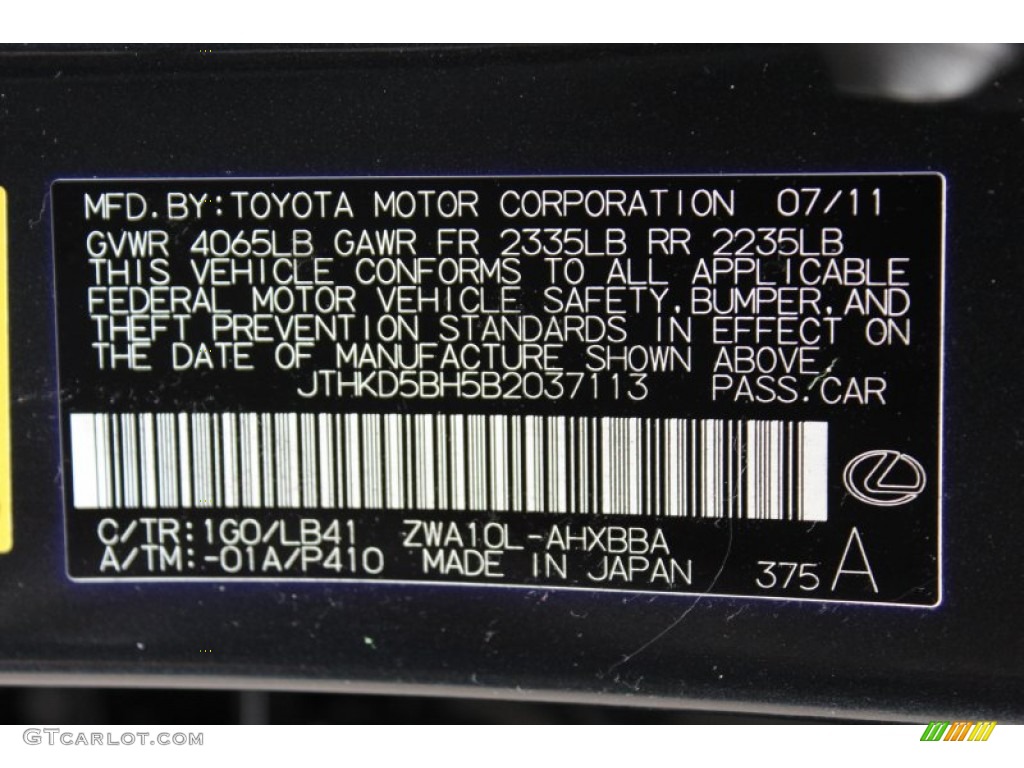 MFD.BY:TOYOTA MOTOR CORPORATION 07/11
GVWR 4065LB GAWR FR 2335LB RR 2235LB
THIS VEHICLE CONFORMS TO ALL APPLICABLE
FEDERAL MOTOR VEHICLE SAFETY,BUMPER,AND
THEFT PREVENTION STANDARDS IN EFFECT ON
THE DATE OF MANUFACTURE SHOWN ABOVE.
JTHKD5BH5B2037113 PASS.CAR
C/TR:1G0/LB41 ZWA10L-AHXBBA
A/TM:-01A/P410 MADE IN JAPAN 375 A
GTCarlot.com